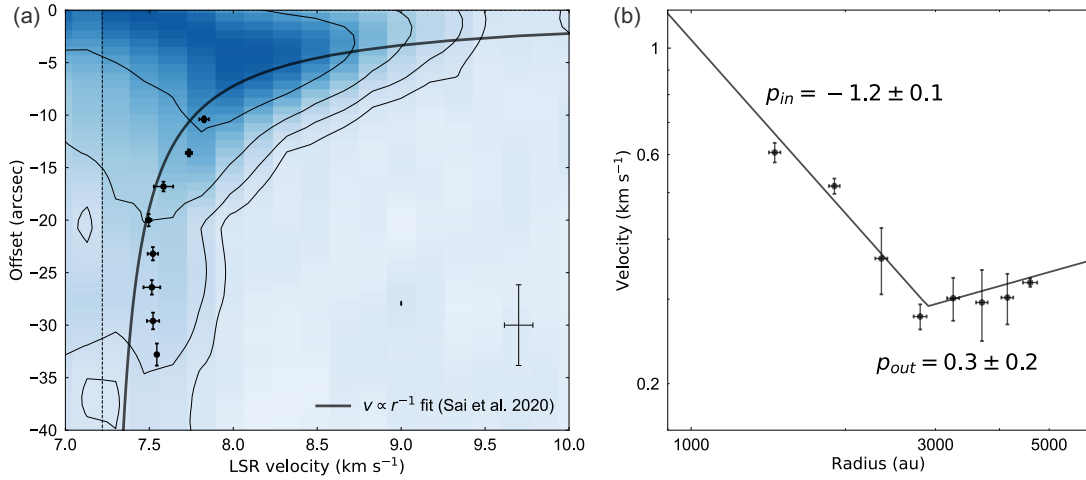 (a)
0
−5
−10
−15
−20
−25
−30
−35
−40
Offset (arcsec)
v ∝ r⁻¹ fit (Sai et al. 2020)
7.0 7.5 8.0 8.5 9.0 9.5 10.0
LSR velocity (km s⁻¹)
(b)
1
0.6
0.2
Velocity (km s⁻¹)
p_in = − 1.2 ± 0.1
p_out = 0.3 ± 0.2
1000 3000 5000
Radius (au)